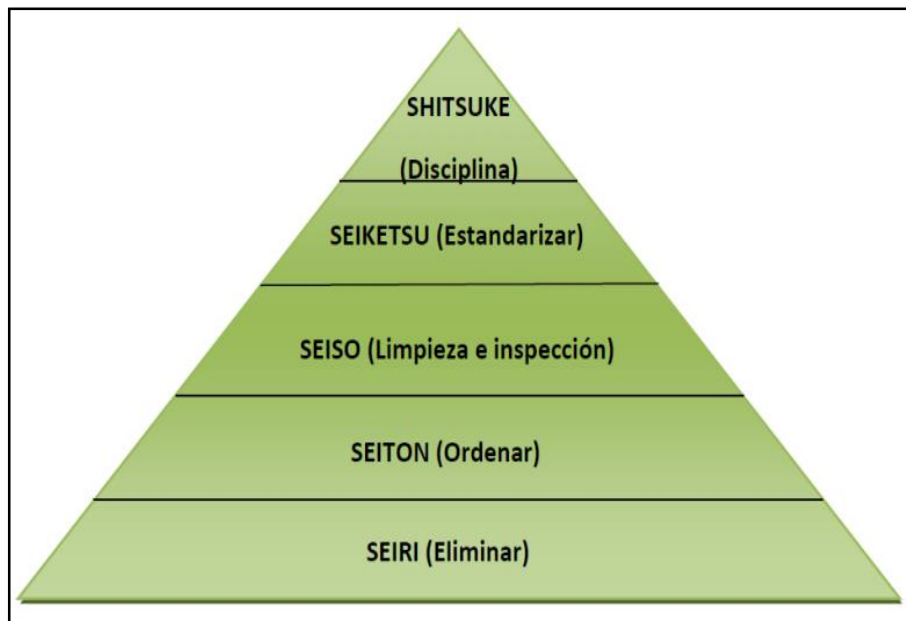 SHITSUKE
(Disciplina)
SEIKETSU (Estandarizar)
SEISO (Limpieza e inspección)
SEITON (Ordenar)
SEIRI (Eliminar)